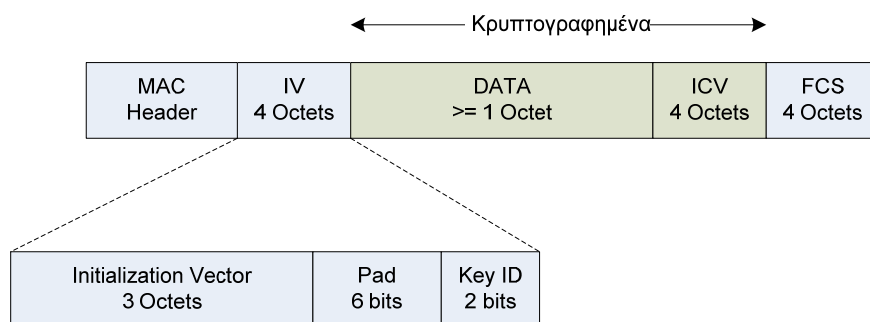 Κρυπτογραφημένα
MAC Header
IV
4 Octets
DATA
>= 1 Octet
ICV
4 Octets
FCS
4 Octets
Initialization Vector
3 Octets
Pad
6 bits
Key ID
2 bits